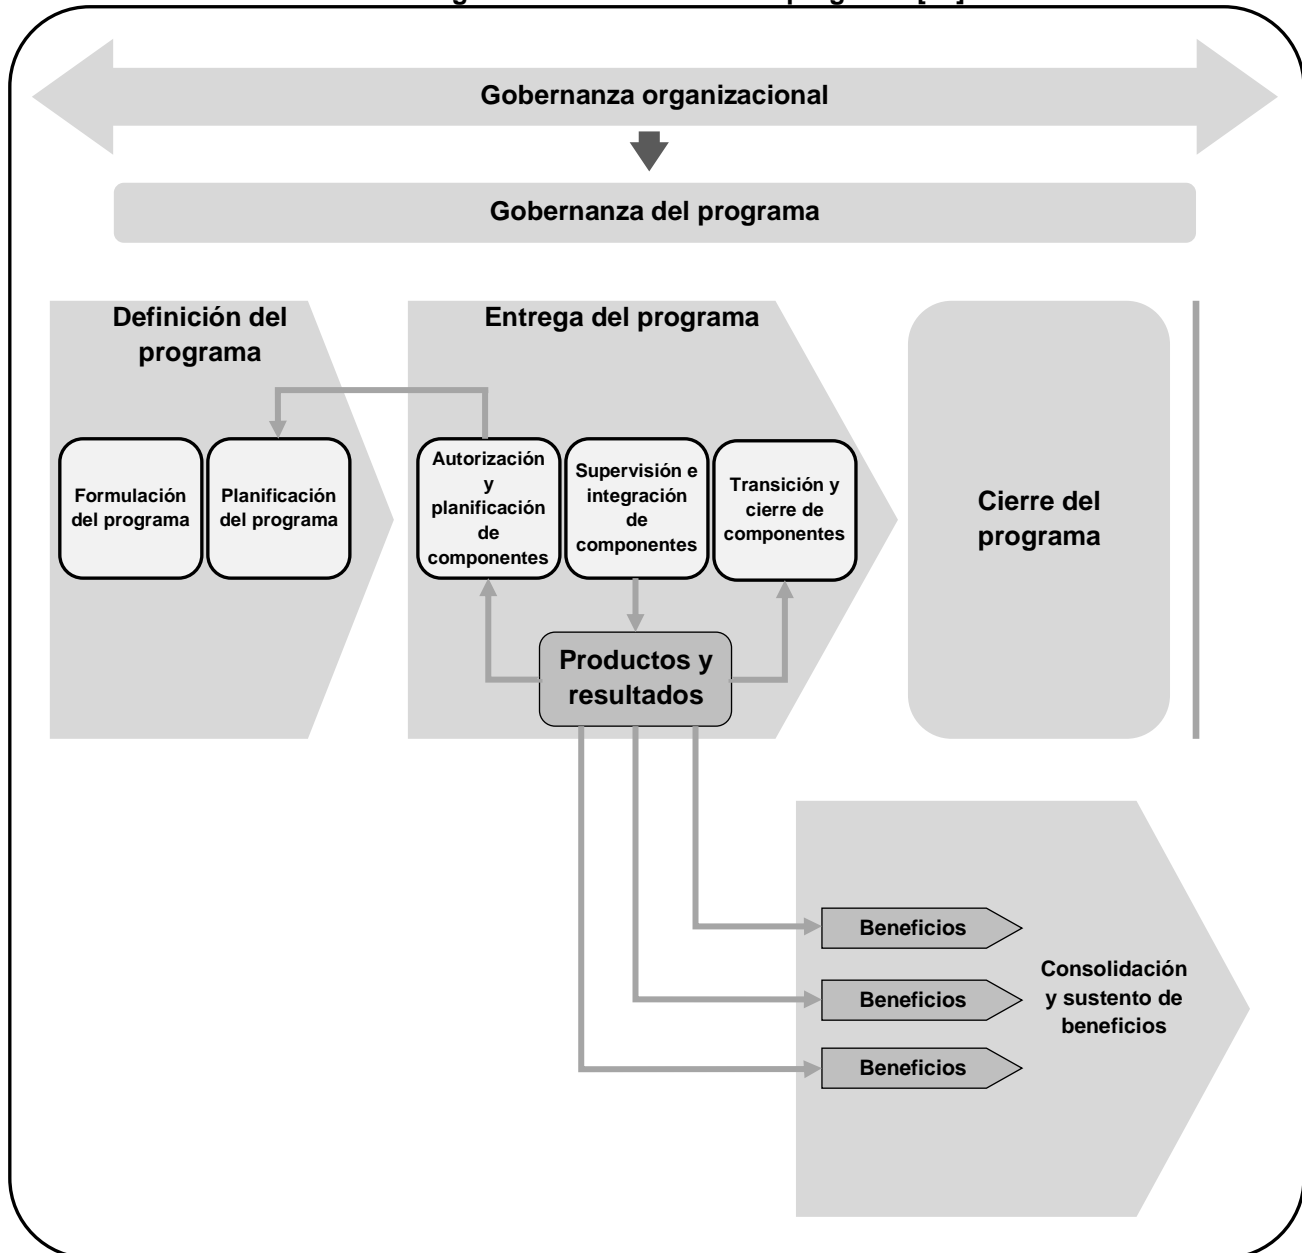 Gobernanza organizacional
Gobernanza del programa
Definición del
programa
Entrega del programa
Formulación
del programa
Planificación
del programa
Autorización
y
planificación
de
componentes
Supervisión e
integración
de
componentes
Transición y
cierre de
componentes
Cierre del
programa
Productos y
resultados
Beneficios
Beneficios
Beneficios
Consolidación
y sustento de
beneficios